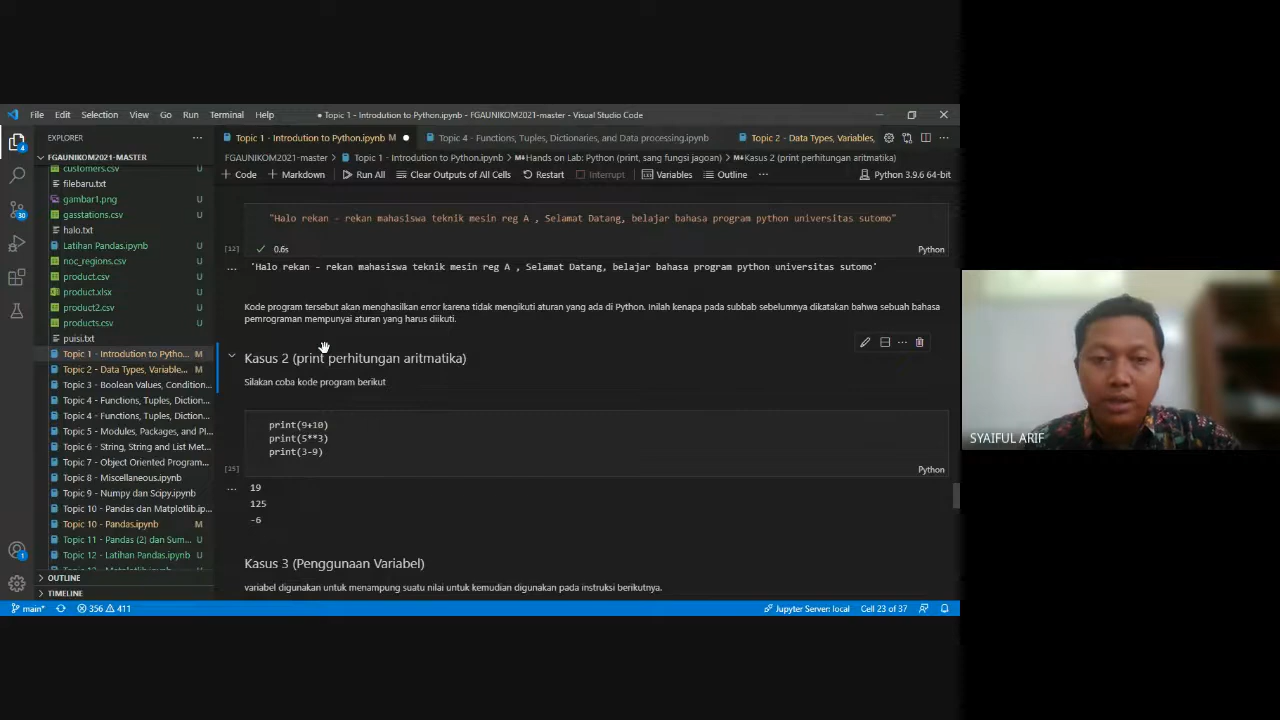 File Edit Selection View Go Run Terminal Help
● Topic 1 - Introdution to Python.ipynb - FGAUNIKOM2021-master - Visual Studio Code
EXPLORER
Topic 1 - Introdution to Python.ipynb M
Topic 4 - Functions, Tuples, Dictionaries, and Data processing.ipynb
Topic 2 - Data Types, Variables,
FGAUNIKOM2021-MASTER
FGAUNIKOM2021-master > Topic 1 - Introdution to Python.ipynb > Hands on Lab: Python (print, sang fungsi jagoan) > Kasus 2 (print perhitungan aritmatika)
+ Code + Markdown Run All Clear Outputs of All Cells Restart Interrupt Variables Outline ... Python 3.9.6 64-bit
customers.csv U
filebaru.txt U
gambar1.png U
gasstations.csv U
halo.txt U
Latihan Pandas.ipynb U
noc_regions.csv U
product.csv U
product.xlsx U
product2.csv U
products.csv U
puisi.txt U
Topic 1 - Introdution to Pytho... M
Topic 2 - Data Types, Variable... M
Topic 3 - Boolean Values, Condition...
Topic 4 - Functions, Tuples, Diction...
Topic 4 - Functions, Tuples, Diction...
Topic 5 - Modules, Packages, and Pl...
Topic 6 - String, String and List Met...
Topic 7 - Object Oriented Program...
Topic 8 - Miscellaneous.ipynb
Topic 9 - Numpy dan Scipy.ipynb
Topic 10 - Pandas dan Matplotlib.ip...
Topic 10 - Pandas.ipynb M
Topic 11 - Pandas (2) dan Sum... U
Topic 12 - Latihan Pandas.ipynb U
OUTLINE
TIMELINE
"Halo rekan - rekan mahasiswa teknik mesin reg A , Selamat Datang, belajar bahasa program python universitas sutomo"
[12] 0.6s Python
'Halo rekan - rekan mahasiswa teknik mesin reg A , Selamat Datang, belajar bahasa program python universitas sutomo'
Kode program tersebut akan menghasilkan error karena tidak mengikuti aturan yang ada di Python. Inilah kenapa pada subbab sebelumnya dikatakan bahwa sebuah bahasa
pemrograman mempunyai aturan yang harus diikuti.
Kasus 2 (print perhitungan aritmatika)
Silakan coba kode program berikut
print(9+10)
print(5**3)
print(3-9)
[15] Python
19
125
-6
Kasus 3 (Penggunaan Variabel)
variabel digunakan untuk menampung suatu nilai untuk kemudian digunakan pada instruksi berikutnya.
main* 356 411 Jupyter Server: local Cell 23 of 37
SYAIFUL ARIF